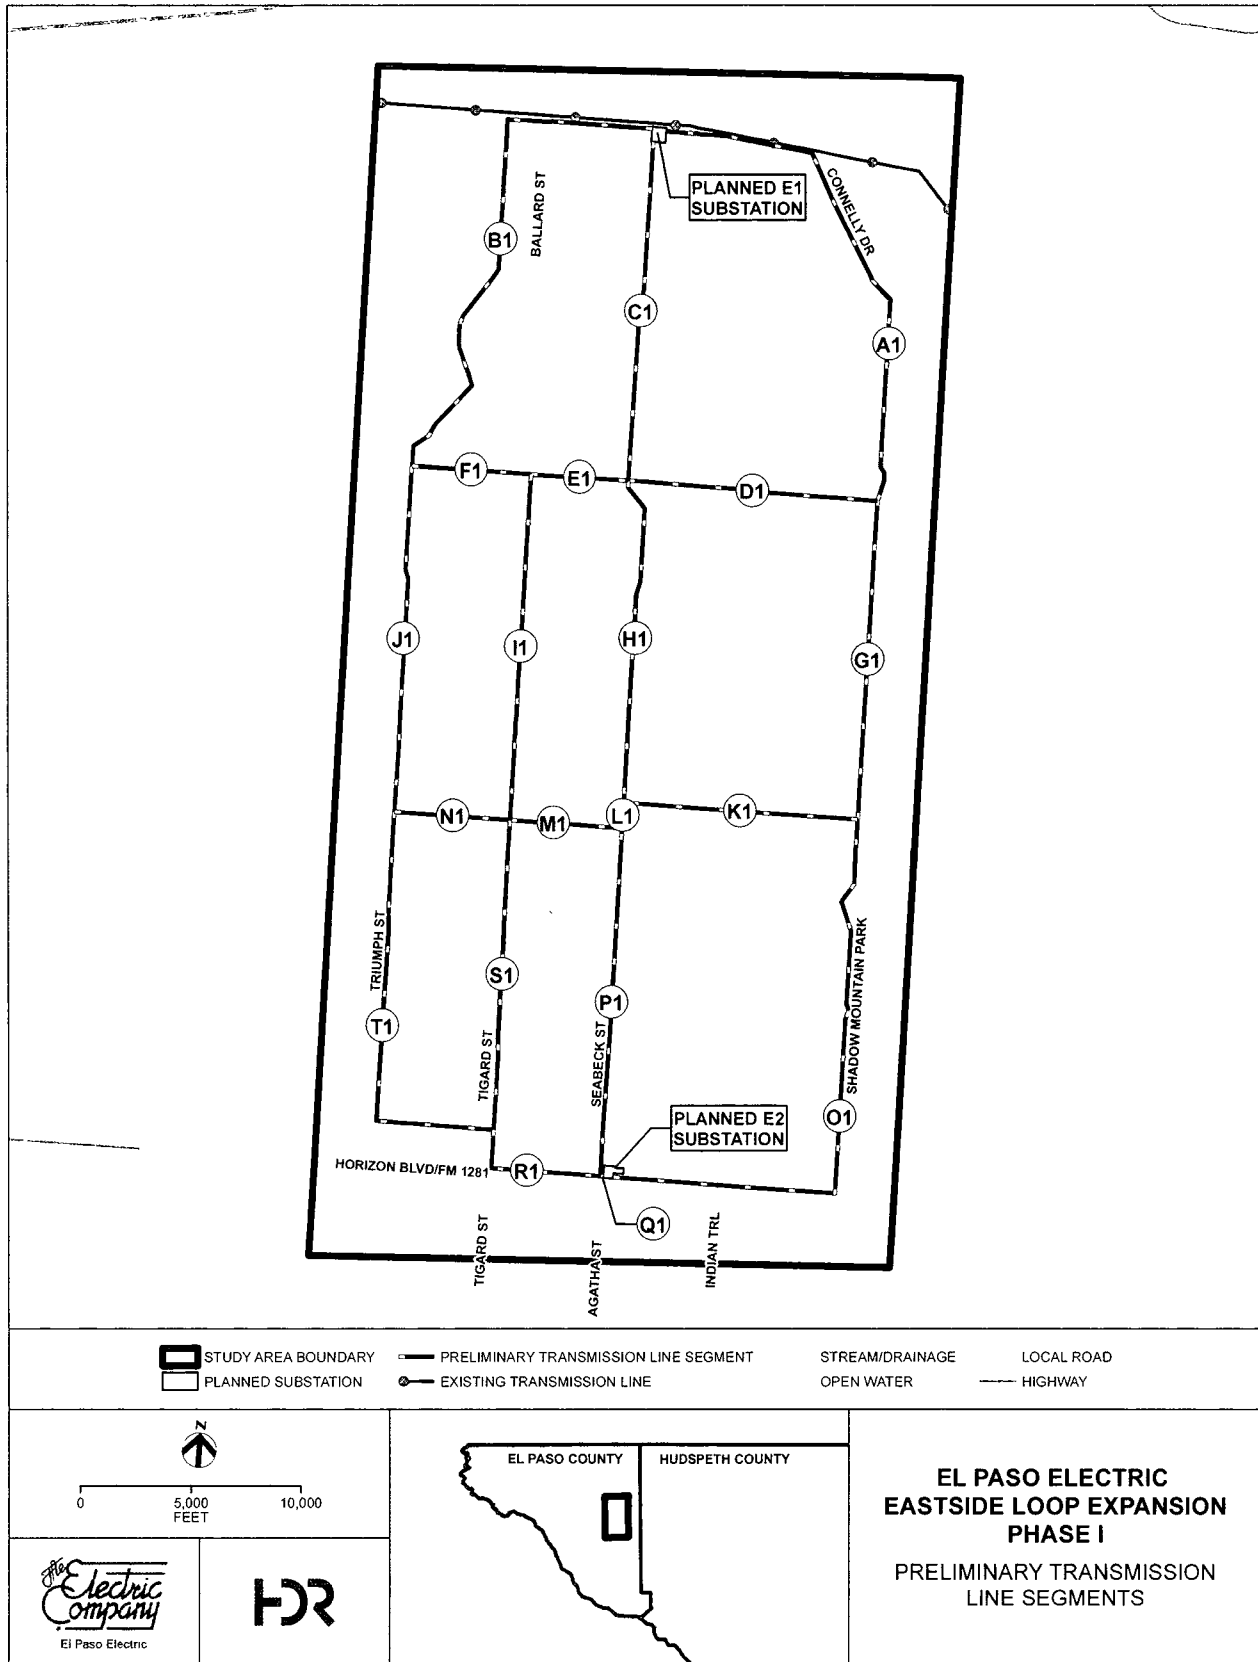 PLANNED E1
SUBSTATION
BALLARD ST
CONNELLY DR
B1
C1
A1
F1
E1
D1
J1
I1
H1
G1
N1
M1
L1
K1
TRIUMPH ST
S1
P1
T1
TIGARD ST
SEABECK ST
SHADOW MOUNTAIN PARK
PLANNED E2
SUBSTATION
O1
HORIZON BLVD/FM 1281
R1
Q1
TIGARD ST
AGATHA ST
INDIAN TRL
STUDY AREA BOUNDARY
PRELIMINARY TRANSMISSION LINE SEGMENT
STREAM/DRAINAGE
LOCAL ROAD
PLANNED SUBSTATION
EXISTING TRANSMISSION LINE
OPEN WATER
HIGHWAY
N
0
5,000
10,000
FEET
EL PASO COUNTY
HUDSPETH COUNTY
EL PASO ELECTRIC
EASTSIDE LOOP EXPANSION
PHASE I
PRELIMINARY TRANSMISSION
LINE SEGMENTS
The
Electric
Company
El Paso Electric
HDR